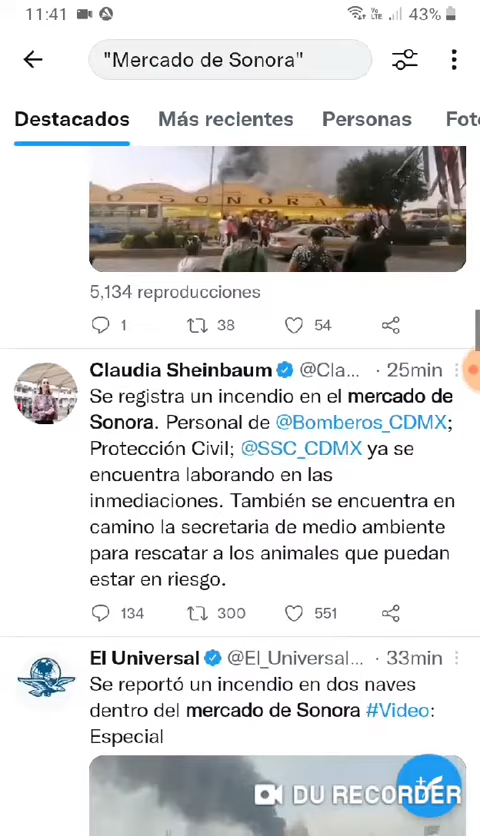 11:41 Vo LTE 43%
"Mercado de Sonora"
Destacados Más recientes Personas Fot
O SONORA
5,134 reproducciones
1 38 54
Claudia Sheinbaum @Cla... · 25min
Se registra un incendio en el mercado de
Sonora. Personal de @Bomberos_CDMX;
Protección Civil; @SSC_CDMX ya se
encuentra laborando en las
inmediaciones. También se encuentra en
camino la secretaria de medio ambiente
para rescatar a los animales que puedan
estar en riesgo.
134 300 551
El Universal @El_Universal... · 33min
Se reportó un incendio en dos naves
dentro del mercado de Sonora #Video:
Especial
DU RECORDER